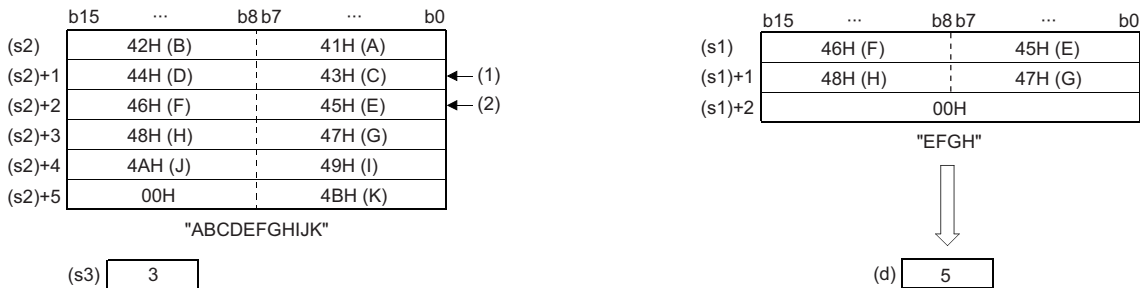 b15 ··· b8 b7 ··· b0
(s2) 42H (B) 41H (A)
(s2)+1 44H (D) 43H (C) (1)
(s2)+2 46H (F) 45H (E) (2)
(s2)+3 48H (H) 47H (G)
(s2)+4 4AH (J) 49H (I)
(s2)+5 00H 4BH (K)
"ABCDEFGHIJK"
(s3) 3
b15 ··· b8 b7 ··· b0
(s1) 46H (F) 45H (E)
(s1)+1 48H (H) 47H (G)
(s1)+2 00H
"EFGH"
(d) 5